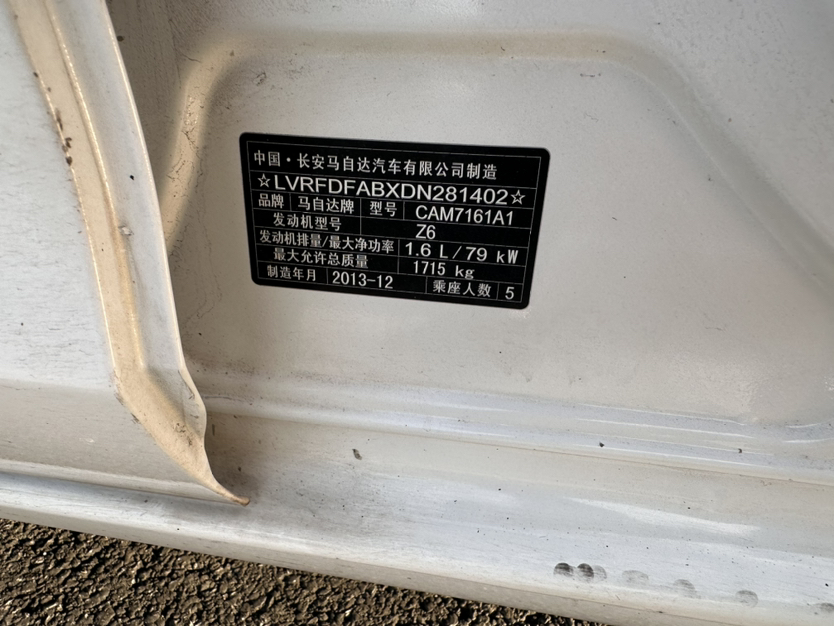 中国·长安马自达汽车有限公司制造
☆LVRFDFABXDN281402☆
品牌 马自达牌 型号 CAM7161A1
发动机型号 Z6
发动机排量/最大净功率 1.6 L/79 kW
最大允许总质量 1715 kg
制造年月 2013-12 乘座人数 5